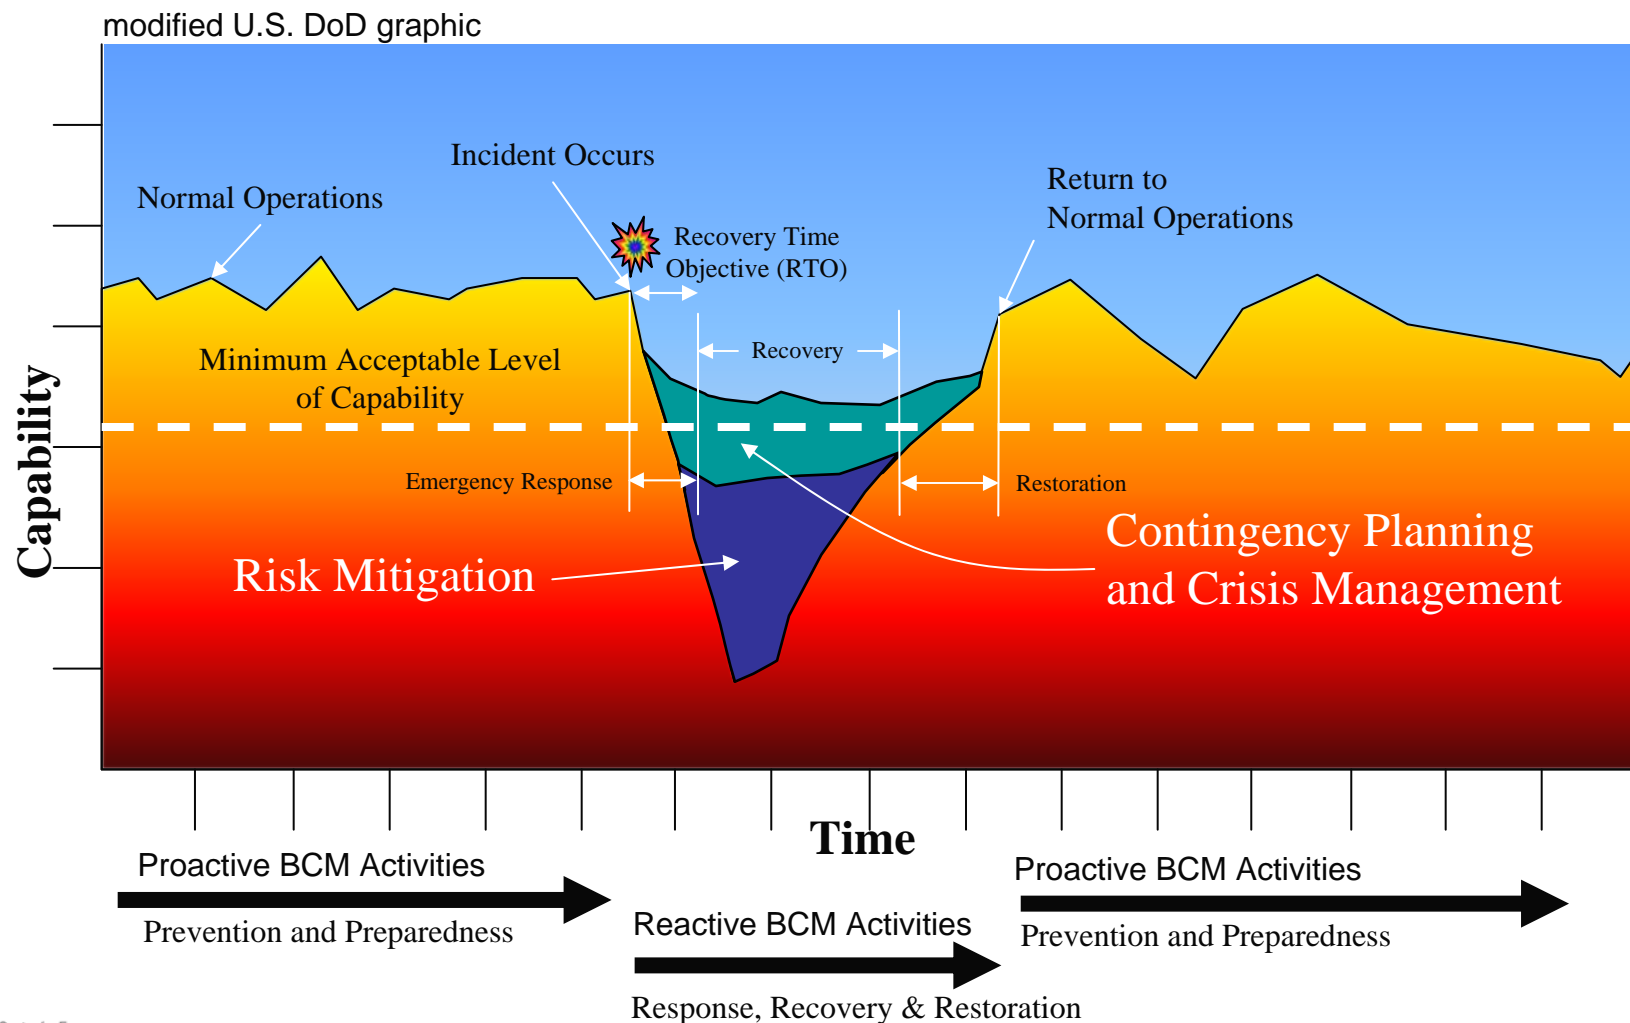 modified U.S. DoD graphic
Incident Occurs
Normal Operations
Return to
Normal Operations
Recovery Time
Objective (RTO)
Recovery
Minimum Acceptable Level
of Capability
Capability
Emergency Response
Restoration
Risk Mitigation
Contingency Planning
and Crisis Management
Time
Proactive BCM Activities
Prevention and Preparedness
Reactive BCM Activities
Response, Recovery & Restoration
Proactive BCM Activities
Prevention and Preparedness